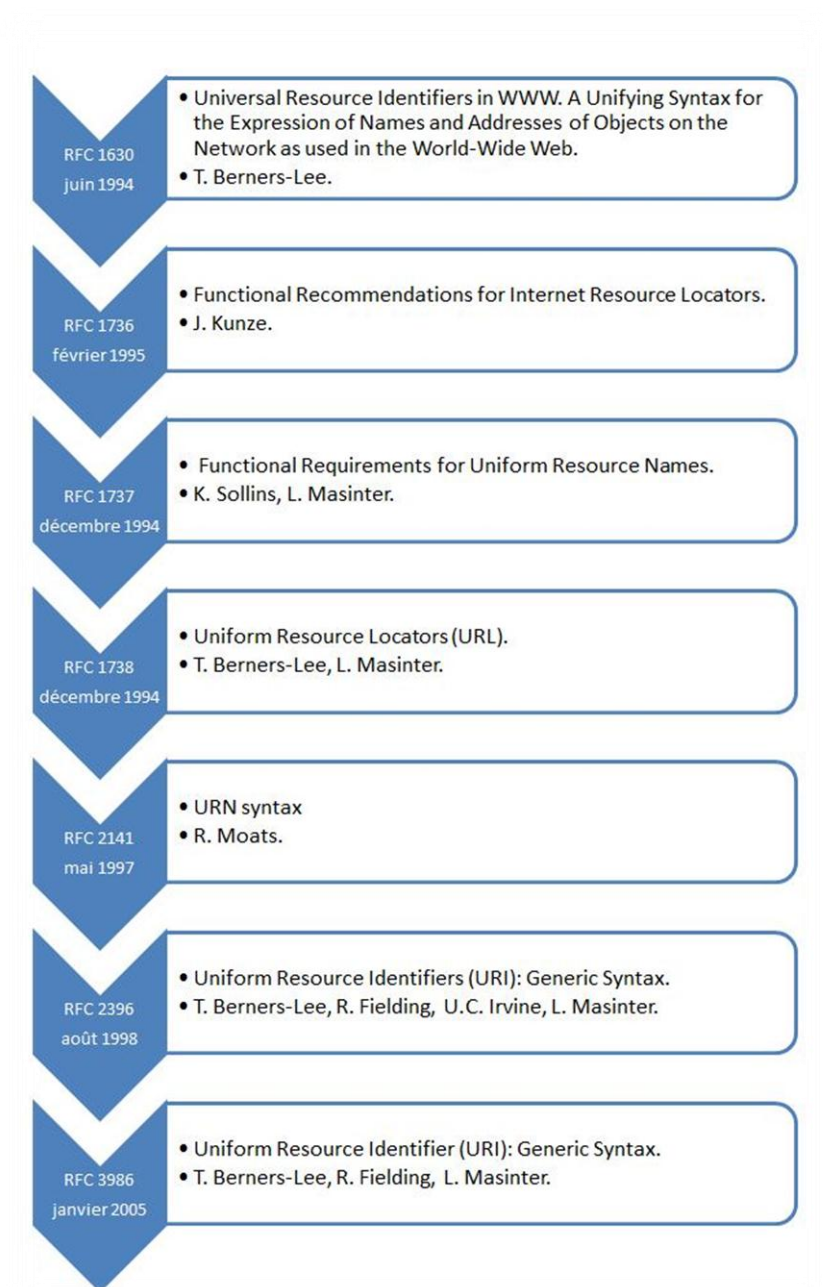 RFC 1630
juin 1994
• Universal Resource Identifiers in WWW. A Unifying Syntax for
the Expression of Names and Addresses of Objects on the
Network as used in the World-Wide Web.
• T. Berners-Lee.
RFC 1736
février 1995
• Functional Recommendations for Internet Resource Locators.
• J. Kunze.
RFC 1737
décembre 1994
• Functional Requirements for Uniform Resource Names.
• K. Sollins, L. Masinter.
RFC 1738
décembre 1994
• Uniform Resource Locators (URL).
• T. Berners-Lee, L. Masinter.
RFC 2141
mai 1997
• URN syntax
• R. Moats.
RFC 2396
août 1998
• Uniform Resource Identifiers (URI): Generic Syntax.
• T. Berners-Lee, R. Fielding, U.C. Irvine, L. Masinter.
RFC 3986
janvier 2005
• Uniform Resource Identifier (URI): Generic Syntax.
• T. Berners-Lee, R. Fielding, L. Masinter.